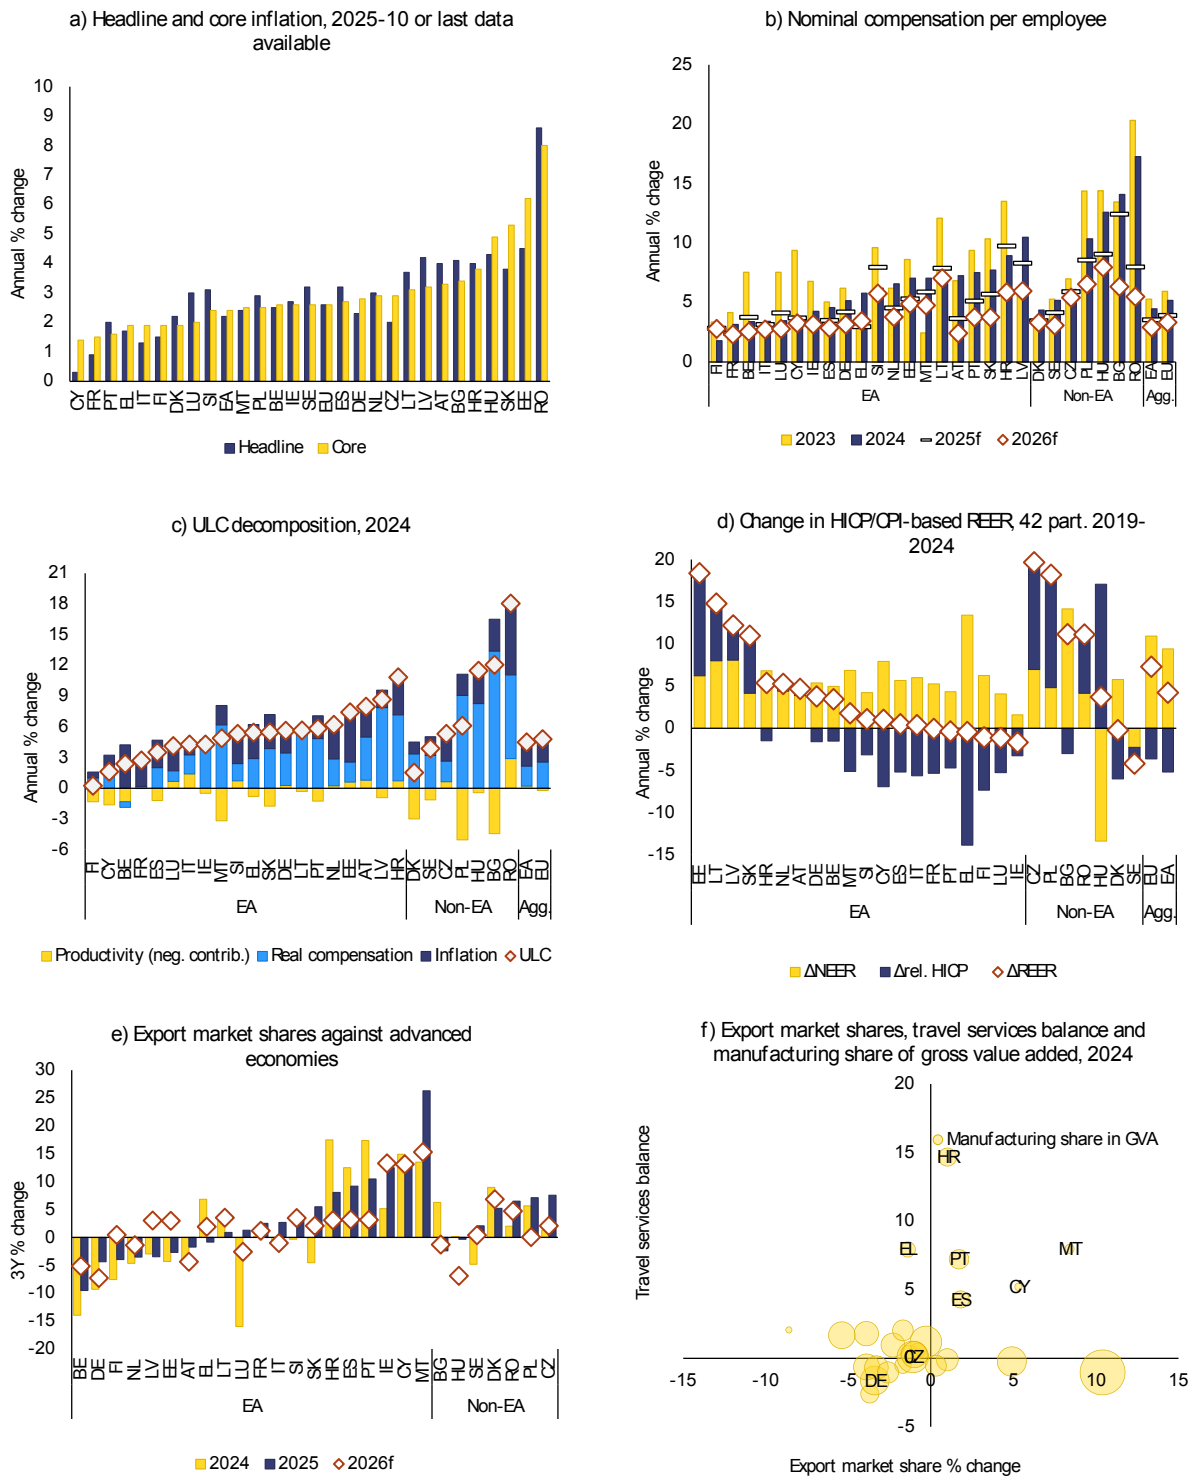 a) Headline and core inflation, 2025-10 or last data
available
10
9
8
7
6
5
4
3
2
1
0
Annual % change
CY FR PT EL IT FI DK LU SI EA MT PL BE IE SE EU ES DE NL CZ LT LV AT BG HR HU SK EE RO
Headline Core
b) Nominal compensation per employee
25
20
15
10
5
0
Annual % chage
FI FR BE IT LU CY IE ES DE EL SI NL EE MT LT AT PT SK HR LV DK SE CZ PL HU BG RO EA EU
EA Non-EA Agg.
2023 2024 2025f 2026f
c) ULC decomposition, 2024
21
18
15
12
9
6
3
0
-3
-6
Annual % change
FI CY BE FR ES LU IT IE MT SI EL SK DE LT PT NL EE AT LV HR DK SE CZ PL HU BG RO EA EU
EA Non-EA Agg.
Productivity (neg. contrib.) Real compensation Inflation ULC
d) Change in HICP/CPI-based REER, 42 part. 2019-
2024
20
15
10
5
0
-5
-10
-15
Annual % change
EE LT LV SK HR NL AT DE BE MT SI CY ES IT FR PT EL FI LU IE CZ PL BG RO HU DK SE EU EA
EA Non-EA Agg.
ΔNEER Δrel. HICP ΔREER
e) Export market shares against advanced
economies
30
25
20
15
10
5
0
-5
-10
-15
-20
3Y % change
BE DE FI NL LV EE AT EL LT LU FR IT SI SK HR ES PT IE CY MT BG HU SE DK RO PL CZ
EA Non-EA
2024 2025 2026f
f) Export market shares, travel services balance and
manufacturing share of gross value added, 2024
20
15
10
5
-5
Travel services balance
Manufacturing share in GVA
HR
EL
PT
MT
CY
ES
CZ
DE
-15 -10 -5 0 5 10 15
Export market share % change